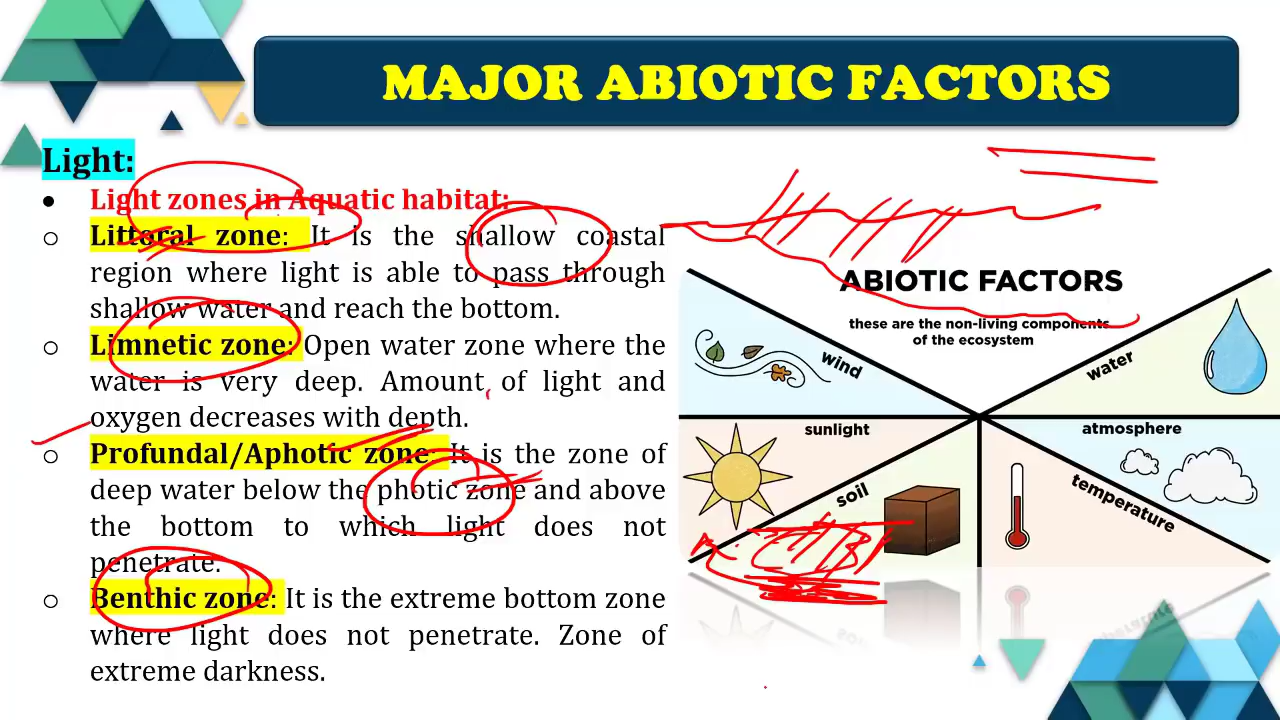 MAJOR ABIOTIC FACTORS
Light:
• Light zones in Aquatic habitat:
o Littoral zone: It is the shallow coastal
region where light is able to pass through
shallow water and reach the bottom.
o Limnetic zone: Open water zone where the
water is very deep. Amount of light and
oxygen decreases with depth.
o Profundal/Aphotic zone: It is the zone of
deep water below the photic zone and above
the bottom to which light does not
penetrate.
o Benthic zone: It is the extreme bottom zone
where light does not penetrate. Zone of
extreme darkness.
ABIOTIC FACTORS
these are the non-living components
of the ecosystem
wind
water
sunlight
atmosphere
soil
temperature